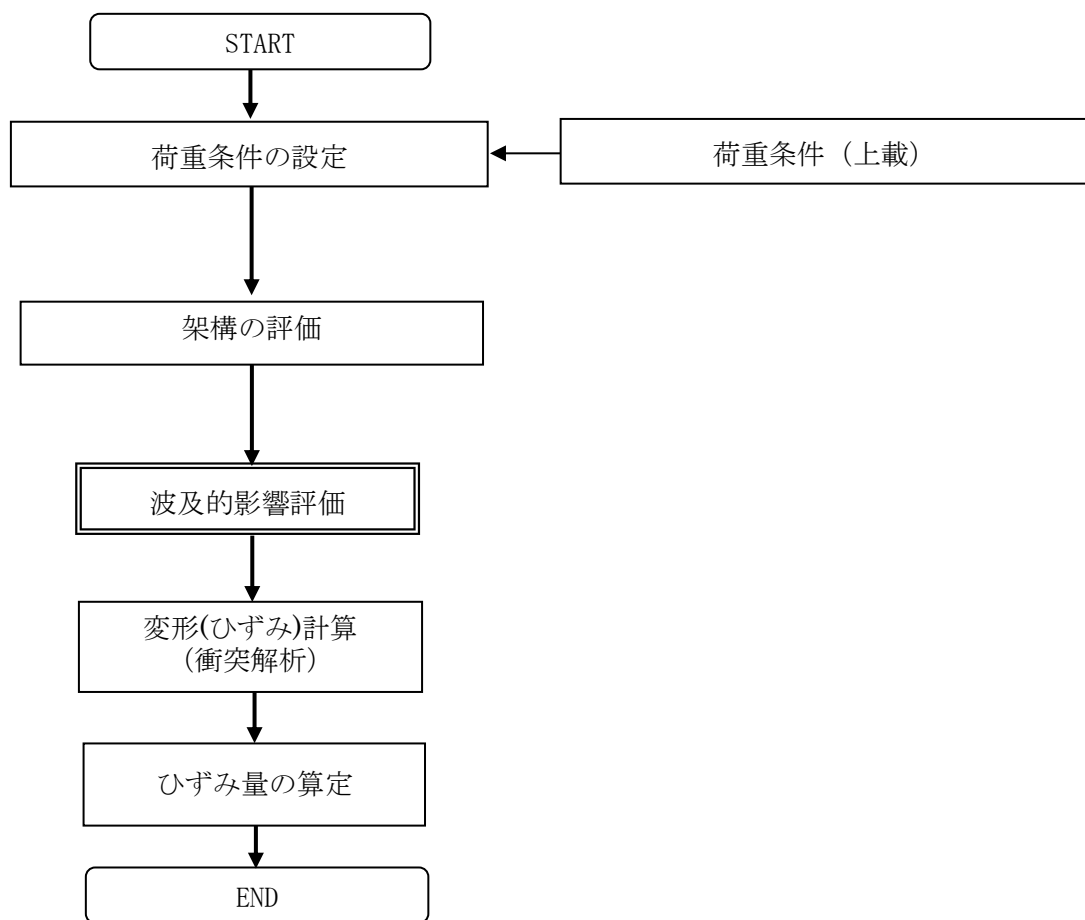 START
荷重条件の設定
荷重条件（上載）
架構の評価
波及的影響評価
変形(ひずみ)計算
（衝突解析）
ひずみ量の算定
END